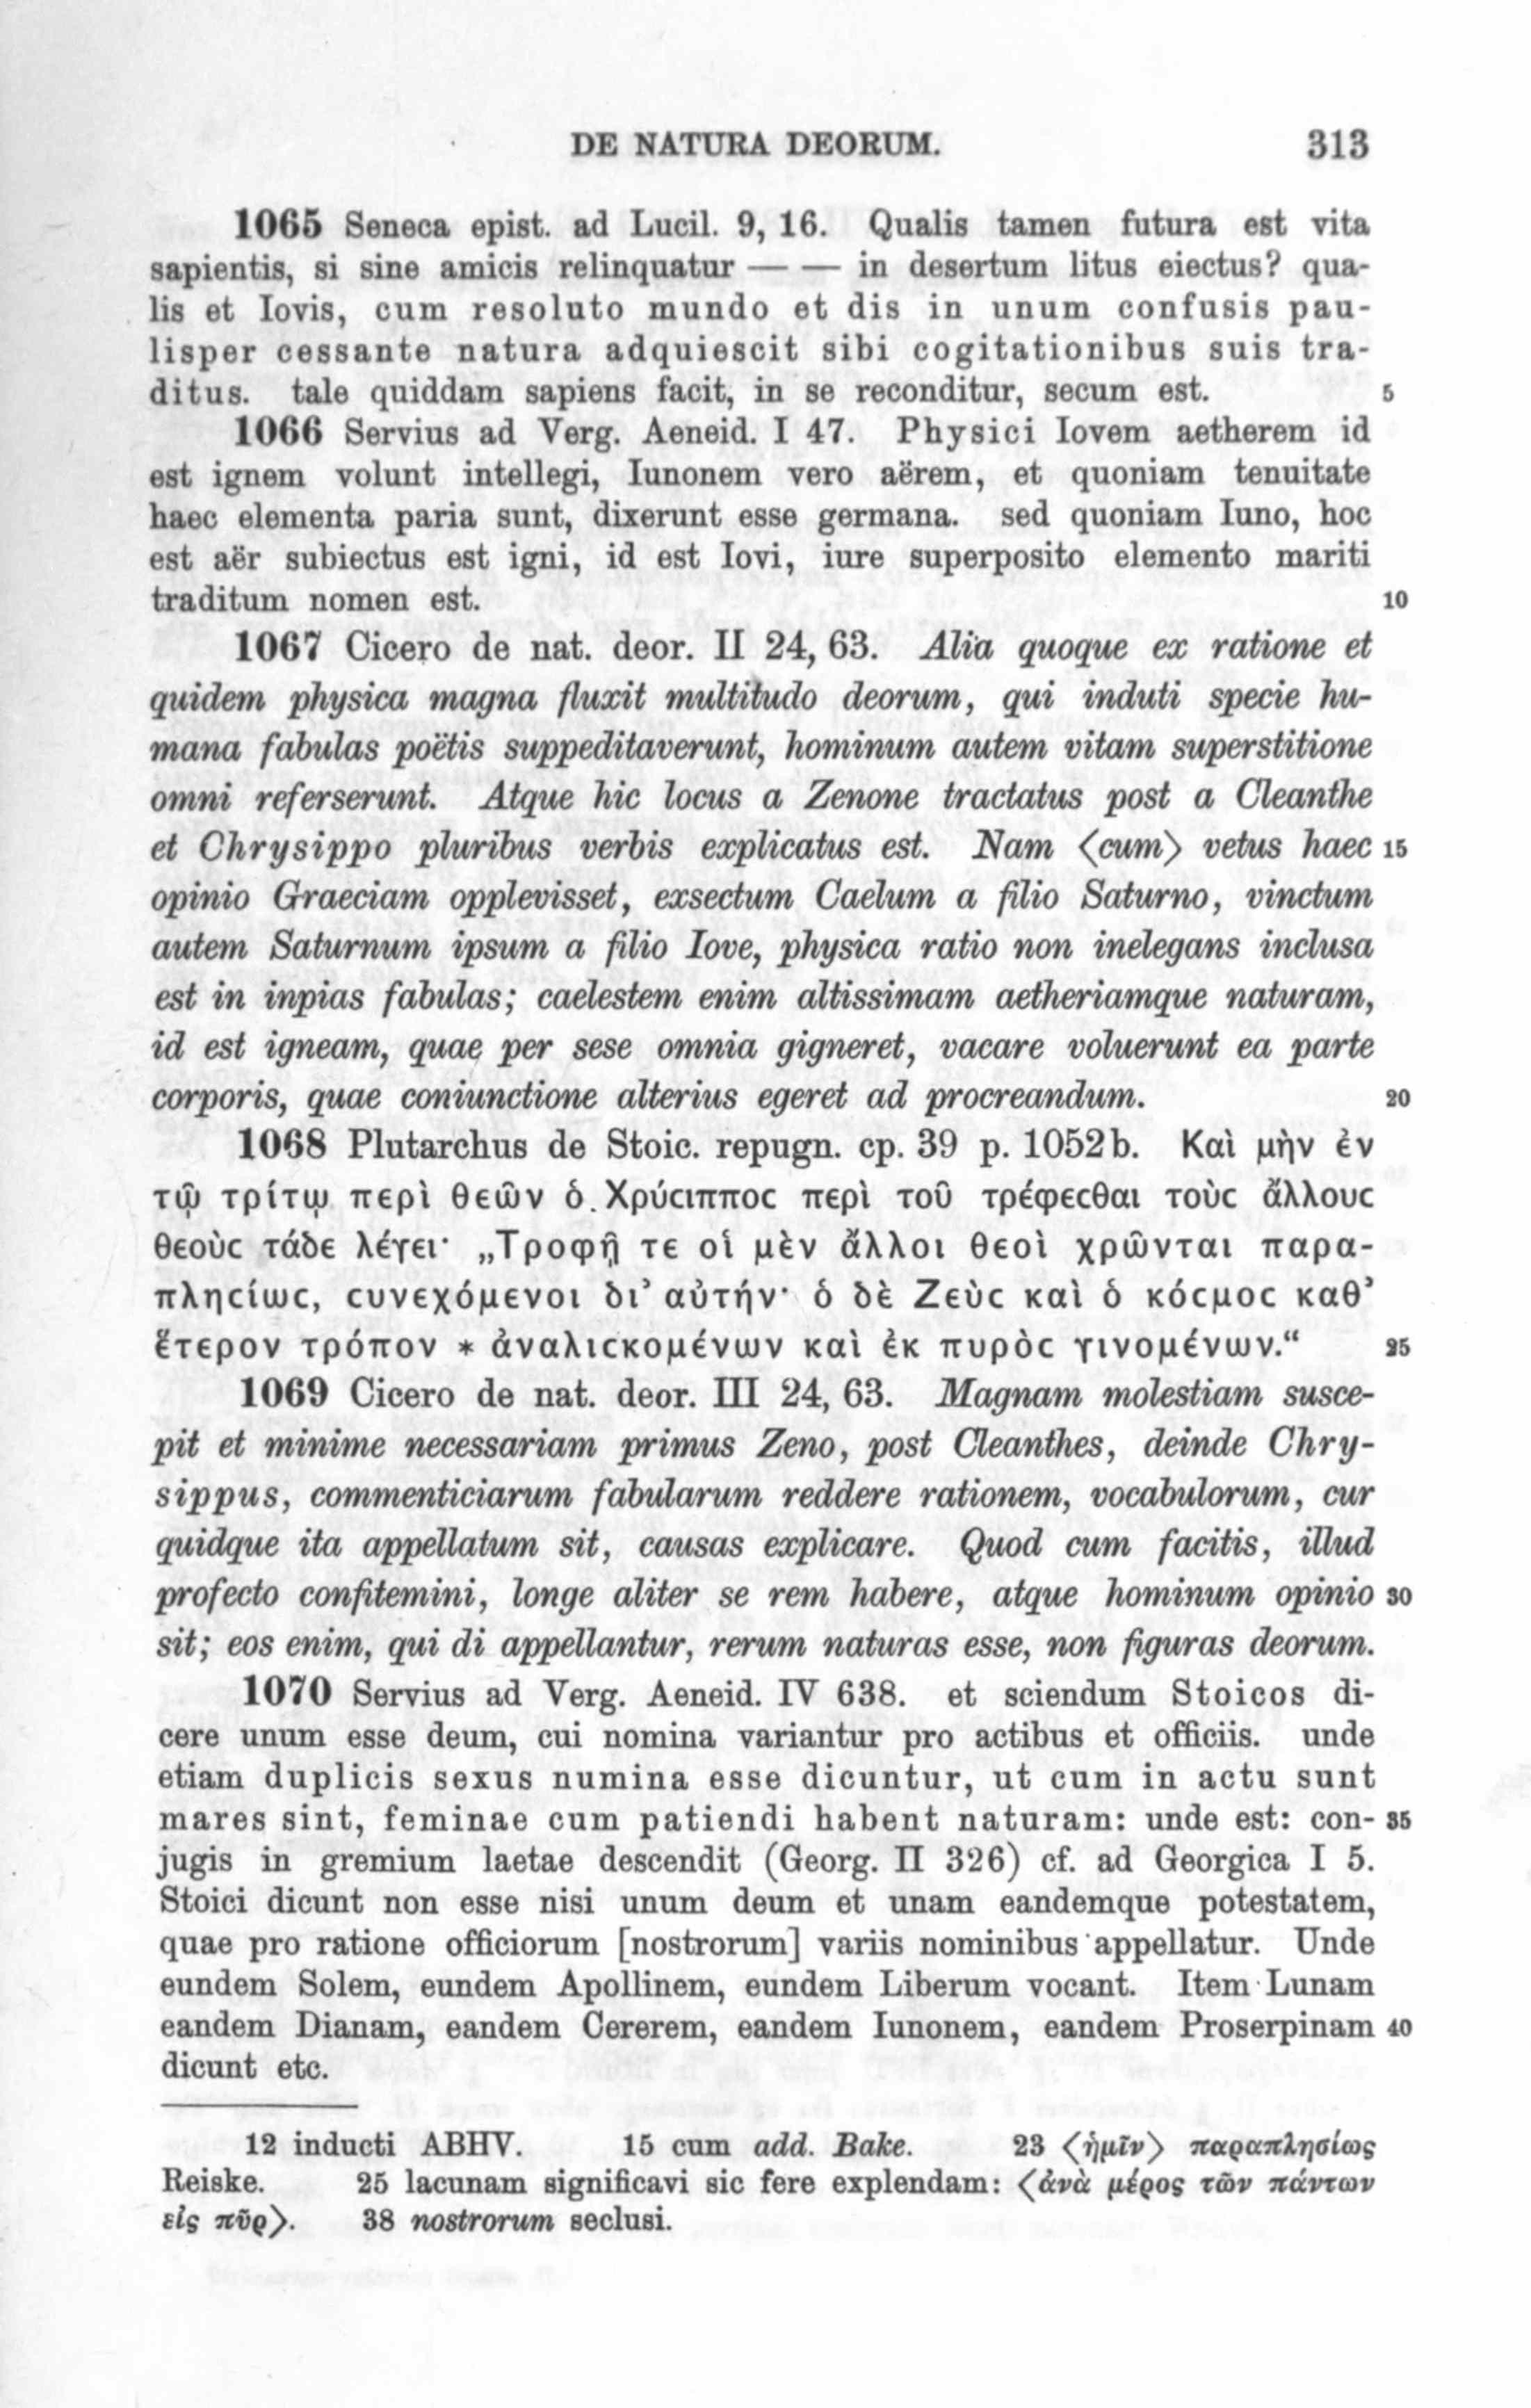 DE NATURA DEORUM. 313
1065 Seneca epist. ad Lucil. 9, 16. Qualis tamen futura est vita
sapientis, si sine amicis relinquatur — — in desertum litus eiectus? qua-
lis et Iovis, cum resoluto mundo et dis in unum confusis pau-
lisper cessante natura adquiescit sibi cogitationibus suis tra-
ditus. tale quiddam sapiens facit, in se reconditur, secum est. 5
1066 Servius ad Verg. Aeneid. I 47. Physici Iovem aetherem id
est ignem volunt intellegi, Iunonem vero aërem, et quoniam tenuitate
haec elementa paria sunt, dixerunt esse germana. sed quoniam Iuno, hoc
est aër subiectus est igni, id est Iovi, iure superposito elemento mariti
traditum nomen est. 10
1067 Cicero de nat. deor. II 24, 63. Alia quoque ex ratione et
quidem physica magna fluxit multitudo deorum, qui induti specie hu-
mana fabulas poëtis suppeditaverunt, hominum autem vitam superstitione
omni referserunt. Atque hic locus a Zenone tractatus post a Cleanthe
et Chrysippo pluribus verbis explicatus est. Nam ⟨cum⟩ vetus haec 15
opinio Graeciam opplevisset, exsectum Caelum a filio Saturno, vinctum
autem Saturnum ipsum a filio Iove, physica ratio non inelegans inclusa
est in inpias fabulas; caelestem enim altissimam aetheriamque naturam,
id est igneam, quae per sese omnia gigneret, vacare voluerunt ea parte
corporis, quae coniunctione alterius egeret ad procreandum. 20
1068 Plutarchus de Stoic. repugn. cp. 39 p. 1052b. Καὶ μὴν ἐν
τῷ τρίτῳ περὶ θεῶν ὁ Χρύϲιπποϲ περὶ τοῦ τρέφεϲθαι τοὺϲ ἄλλουϲ
θεοὺϲ τάδε λέγει· „Τροφῇ τε οἱ μὲν ἄλλοι θεοὶ χρῶνται παρα-
πληϲίωϲ, ϲυνεχόμενοι δι’ αὐτήν· ὁ δὲ Ζεὺϲ καὶ ὁ κόϲμοϲ καθ’
ἕτερον τρόπον * ἀναλιϲκομένων καὶ ἐκ πυρὸϲ γινομένων.“ 25
1069 Cicero de nat. deor. III 24, 63. Magnam molestiam susce-
pit et minime necessariam primus Zeno, post Cleanthes, deinde Chry-
sippus, commenticiarum fabularum reddere rationem, vocabulorum, cur
quidque ita appellatum sit, causas explicare. Quod cum facitis, illud
profecto confitemini, longe aliter se rem habere, atque hominum opinio 30
sit; eos enim, qui di appellantur, rerum naturas esse, non figuras deorum.
1070 Servius ad Verg. Aeneid. IV 638. et sciendum Stoicos di-
cere unum esse deum, cui nomina variantur pro actibus et officiis. unde
etiam duplicis sexus numina esse dicuntur, ut cum in actu sunt
mares sint, feminae cum patiendi habent naturam: unde est: con- 35
jugis in gremium laetae descendit (Georg. II 326) cf. ad Georgica I 5.
Stoici dicunt non esse nisi unum deum et unam eandemque potestatem,
quae pro ratione officiorum [nostrorum] variis nominibus appellatur. Unde
eundem Solem, eundem Apollinem, eundem Liberum vocant. Item Lunam
eandem Dianam, eandem Cererem, eandem Iunonem, eandem Proserpinam 40
dicunt etc.
12 inducti ABHV. 15 cum add. Bake. 23 ⟨ἡμῖν⟩ παραπλησίως
Reiske. 25 lacunam significavi sic fere explendam: ⟨ἀνὰ μέρος τῶν πάντων
εἰς πῦρ⟩. 38 nostrorum seclusi.